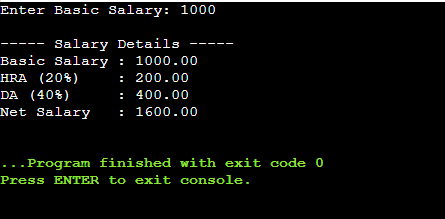 Enter Basic Salary: 1000
----- Salary Details -----
Basic Salary : 1000.00
HRA (20%)    : 200.00
DA (40%)     : 400.00
Net Salary   : 1600.00
...Program finished with exit code 0
Press ENTER to exit console.